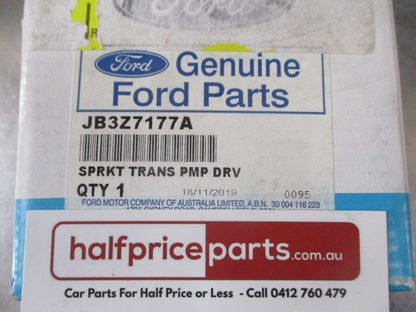 Ford
R
Ford Genuine
Ford Parts
JB3Z7177A
SPRKT TRANS PMP DRV
QTY 1 18/11/2019 0095
FORD MOTOR COMPANY OF AUSTRALIA LIMITED, A.B.N. 30 004 116 223
halfpriceparts.com.au
Car Parts For Half Price or Less - Call 0412 760 479